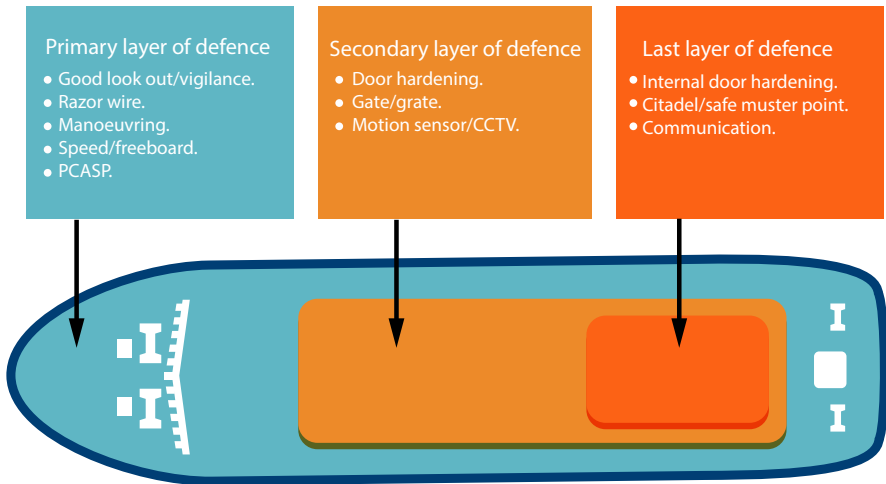 Primary layer of defence
• Good look out/vigilance.
• Razor wire.
• Manoeuvring.
• Speed/freeboard.
• PCASP.
Secondary layer of defence
• Door hardening.
• Gate/grate.
• Motion sensor/CCTV.
Last layer of defence
• Internal door hardening.
• Citadel/safe muster point.
• Communication.